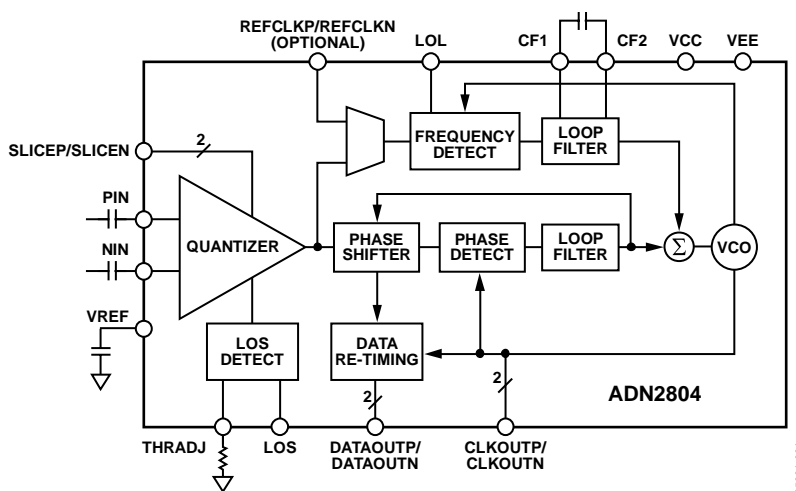 REFCLKP/REFCLKN
(OPTIONAL)
LOL
CF1
CF2
VCC
VEE
SLICEP/SLICEN
2
FREQUENCY
DETECT
LOOP
FILTER
PIN
NIN
QUANTIZER
PHASE
SHIFTER
PHASE
DETECT
LOOP
FILTER
Σ
VCO
VREF
LOS
DETECT
DATA
RE-TIMING
2
2
ADN2804
THRADJ
LOS
DATAOUTP/
DATAOUTN
CLKOUTP/
CLKOUTN